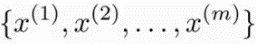 {x^{(1)}, x^{(2)}, . . . , x^{(m)}}